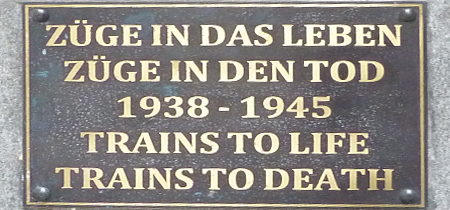 ZÜGE IN DAS LEBEN
ZÜGE IN DEN TOD
1938 - 1945
TRAINS TO LIFE
TRAINS TO DEATH